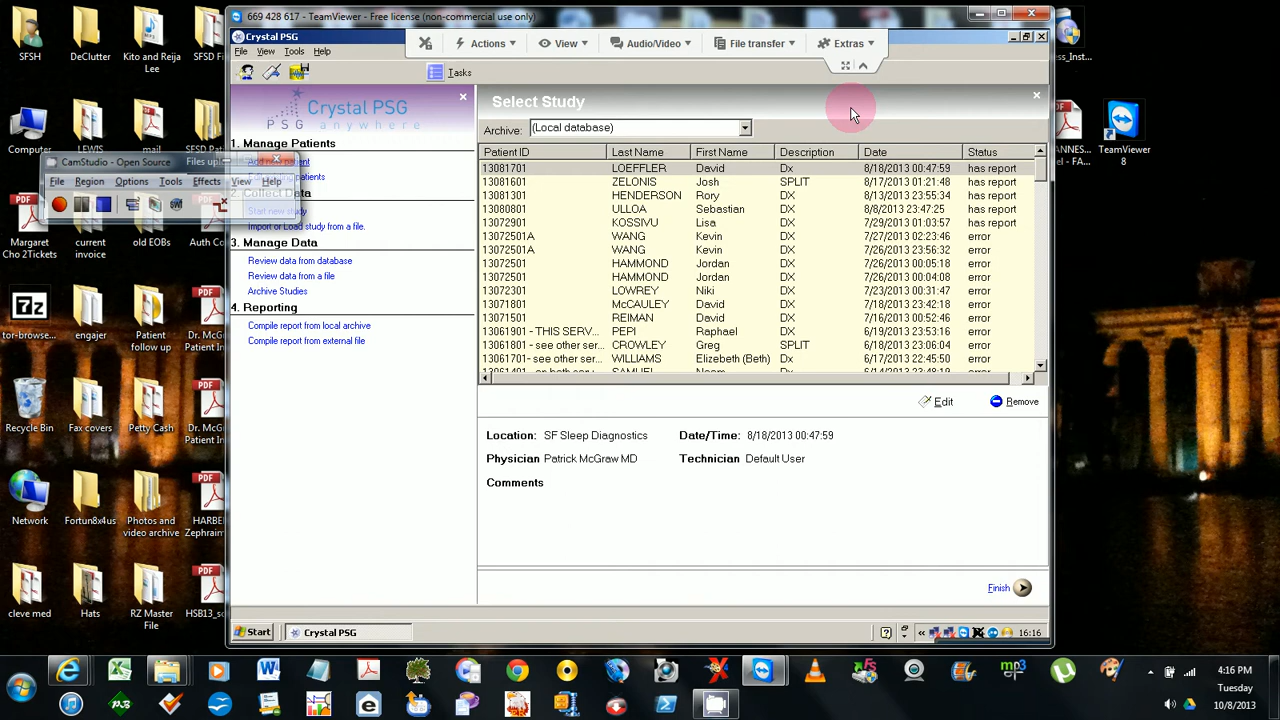 669 428 617 - TeamViewer - Free license (non-commercial use only)
Crystal PSG
File View Tools Help
Actions View Audio/Video File transfer Extras
Tasks
Crystal PSG
PSG anywhere
1. Manage Patients
Add new patient
2. Collect Data
Start new study
Import or Load study from a file.
3. Manage Data
Review data from database
Review data from a file
Archive Studies
4. Reporting
Compile report from local archive
Compile report from external file
CamStudio - Open Source
File Region Options Tools Effects View Help
Select Study
Archive: (Local database)
Patient ID Last Name First Name Description Date Status
13081701 LOEFFLER David Dx 8/18/2013 00:47:59 has report
13081601 ZELONIS Josh SPLIT 8/17/2013 01:21:48 has report
13081301 HENDERSON Rory DX 8/13/2013 23:55:34 has report
13080801 ULLOA Sebastian DX 8/8/2013 23:47:25 has report
13072901 KOSSIVU Lisa DX 7/29/2013 01:03:57 has report
13072501A WANG Kevin DX 7/27/2013 02:23:46 error
13072501A WANG Kevin DX 7/26/2013 23:56:32 error
13072501 HAMMOND Jordan DX 7/26/2013 00:05:18 error
13072501 HAMMOND Jordan DX 7/26/2013 00:04:08 error
13072301 LOWREY Niki DX 7/23/2013 00:31:47 error
13071801 McCAULEY David DX 7/18/2013 23:42:18 error
13071501 REIMAN David DX 7/16/2013 00:13:52 error
13061901 - THIS SERV... PEPI Raphael DX 6/19/2013 23:53:16 error
13061801 - see other ser... CROWLEY Greg SPLIT 6/18/2013 23:06:32 error
13061701- see other ser... WILLIAMS Elizebeth (Beth) Dx 6/17/2013 22:45:50 error
Edit Remove
Location: SF Sleep Diagnostics Date/Time: 8/18/2013 00:47:59
Physician Patrick McGraw MD Technician Default User
Comments
Finish
Start Crystal PSG 16:16
SFSH
DeClutter
Kito and Reija Lee
Computer
LEWIS
Margaret Cho 2Tickets
current invoice
old EOBs
tor-browser...
engajer
Patient follow up
Recycle Bin
Fax covers
Petty Cash
Network
Fortun8x4us
Photos and video archive
cleve med
Hats
RZ Master File
TeamViewer 8
4:16 PM
Tuesday
10/8/2013